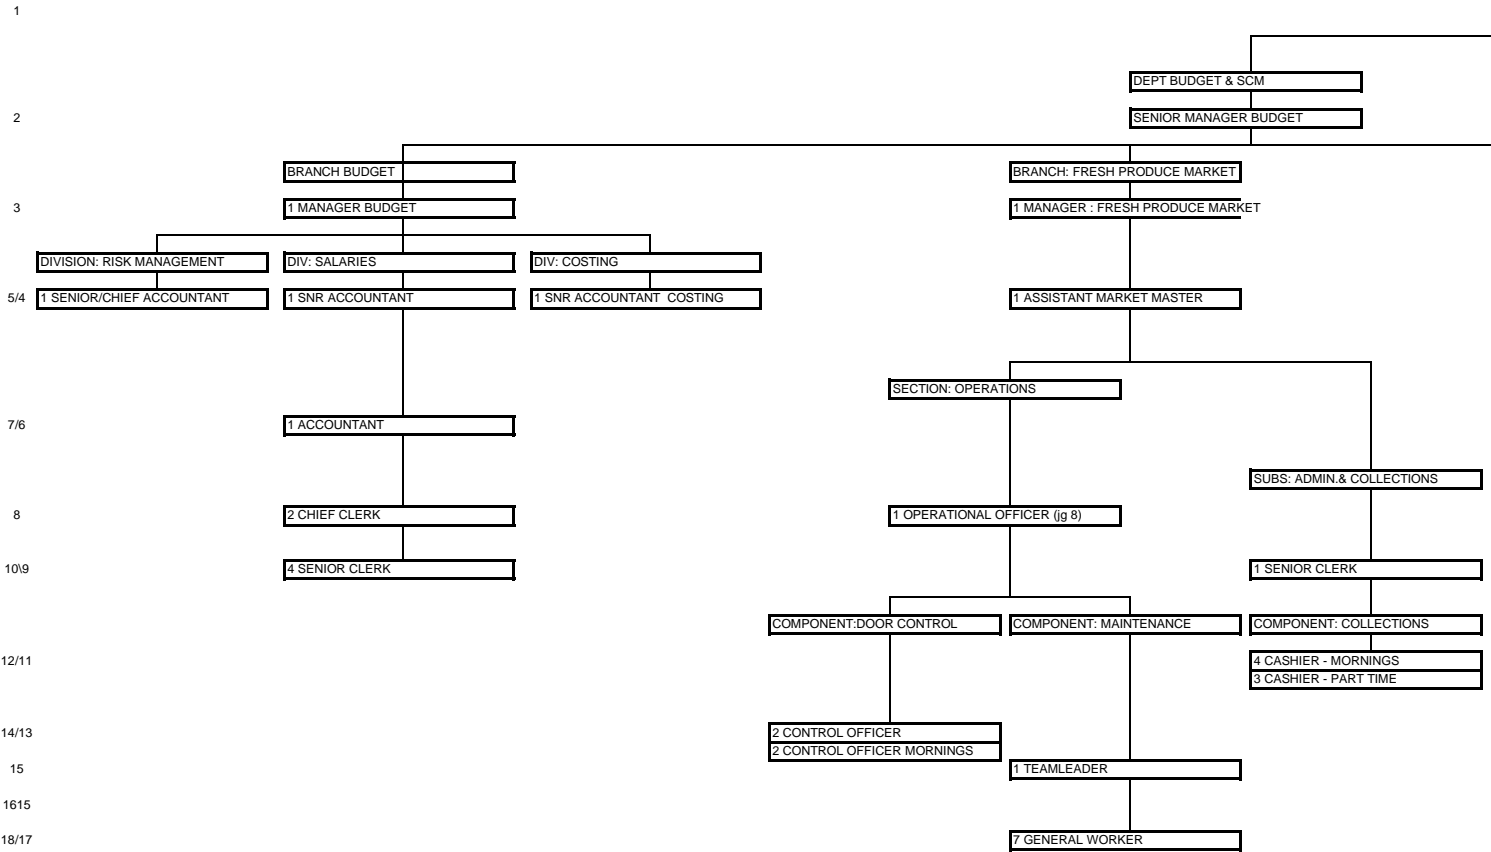 1
DEPT BUDGET & SCM
2
SENIOR MANAGER BUDGET
BRANCH BUDGET
BRANCH: FRESH PRODUCE MARKET
3
1 MANAGER BUDGET
1 MANAGER : FRESH PRODUCE MARKET
DIVISION: RISK MANAGEMENT
DIV: SALARIES
DIV: COSTING
5/4
1 SENIOR/CHIEF ACCOUNTANT
1 SNR ACCOUNTANT
1 SNR ACCOUNTANT  COSTING
1 ASSISTANT MARKET MASTER
SECTION: OPERATIONS
7/6
1 ACCOUNTANT
SUBS: ADMIN.& COLLECTIONS
8
2 CHIEF CLERK
1 OPERATIONAL OFFICER (jg 8)
10\9
4 SENIOR CLERK
1 SENIOR CLERK
COMPONENT:DOOR CONTROL
COMPONENT: MAINTENANCE
COMPONENT: COLLECTIONS
12/11
4 CASHIER - MORNINGS
3 CASHIER - PART TIME
14/13
2 CONTROL OFFICER
2 CONTROL OFFICER MORNINGS
15
1 TEAMLEADER
1615
18/17
7 GENERAL WORKER